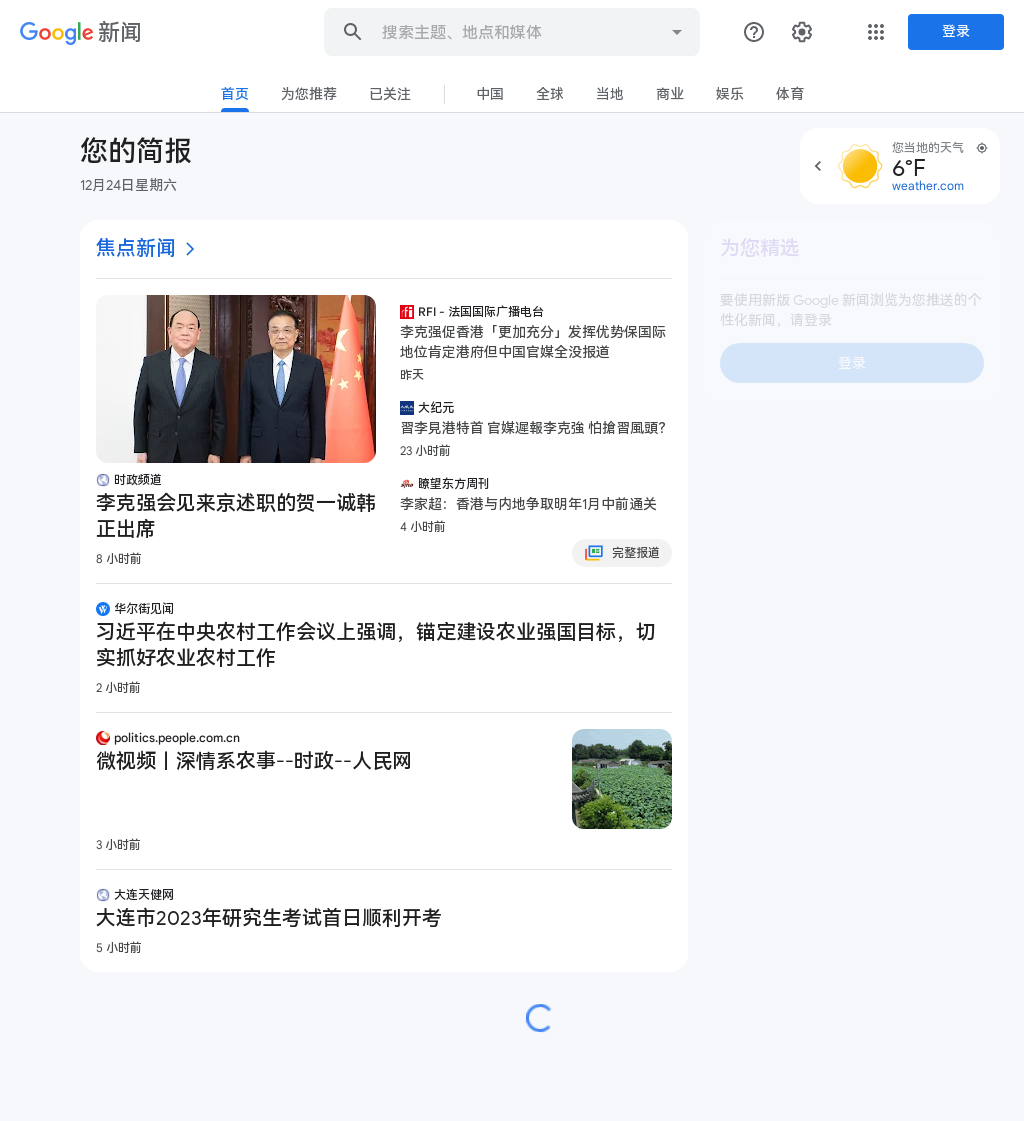 Google 新闻
搜索主题、地点和媒体
登录
首页
为您推荐
已关注
中国
全球
当地
商业
娱乐
体育
您的简报
12月24日星期六
您当地的天气
6°F
weather.com
焦点新闻
时政频道
李克强会见来京述职的贺一诚韩
正出席
8 小时前
RFI - 法国国际广播电台
李克强促香港「更加充分」发挥优势保国际
地位肯定港府但中国官媒全没报道
昨天
大纪元
習李見港特首 官媒遲報李克強 怕搶習風頭?
23 小时前
瞭望东方周刊
李家超：香港与内地争取明年1月中前通关
4 小时前
完整报道
华尔街见闻
习近平在中央农村工作会议上强调，锚定建设农业强国目标，切
实抓好农业农村工作
2 小时前
politics.people.com.cn
微视频丨深情系农事--时政--人民网
3 小时前
大连天健网
大连市2023年研究生考试首日顺利开考
5 小时前
为您精选
要使用新版 Google 新闻浏览为您推送的个
性化新闻，请登录
登录